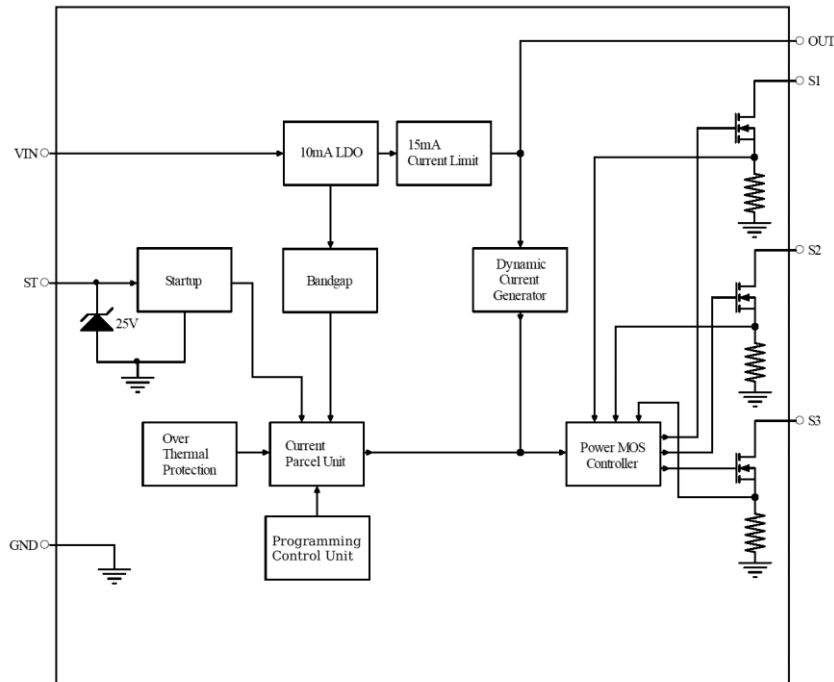 OUT
S1
VIN
10mA LDO
15mA
Current Limit
S2
ST
Startup
Bandgap
Dynamic
Current
Generator
25V
S3
Over
Thermal
Protection
Current
Parcel Unit
Power MOS
Controller
GND
Programming
Control Unit